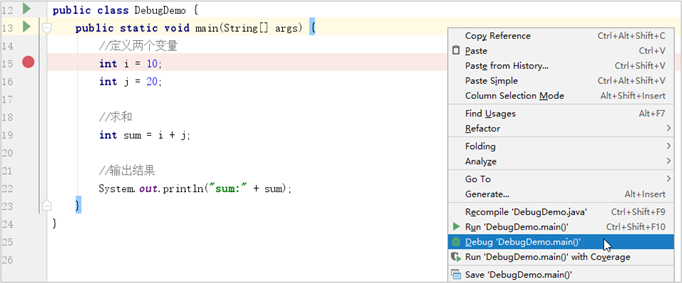 12 public class DebugDemo {
13 public static void main(String[] args) {
14 //定义两个变量
15 int i = 10;
16 int j = 20;
17
18 //求和
19 int sum = i + j;
20
21 //输出结果
22 System.out.println("sum:" + sum);
23 }
24 }
25
26
Copy Reference Ctrl+Alt+Shift+C
Paste Ctrl+V
Paste from History... Ctrl+Shift+V
Paste Simple Ctrl+Alt+Shift+V
Column Selection Mode Alt+Shift+Insert
Find Usages Alt+F7
Refactor
Folding
Analyze
Go To
Generate... Alt+Insert
Recompile 'DebugDemo.java' Ctrl+Shift+F9
Run 'DebugDemo.main()' Ctrl+Shift+F10
Debug 'DebugDemo.main()'
Run 'DebugDemo.main()' with Coverage
Save 'DebugDemo.main()'